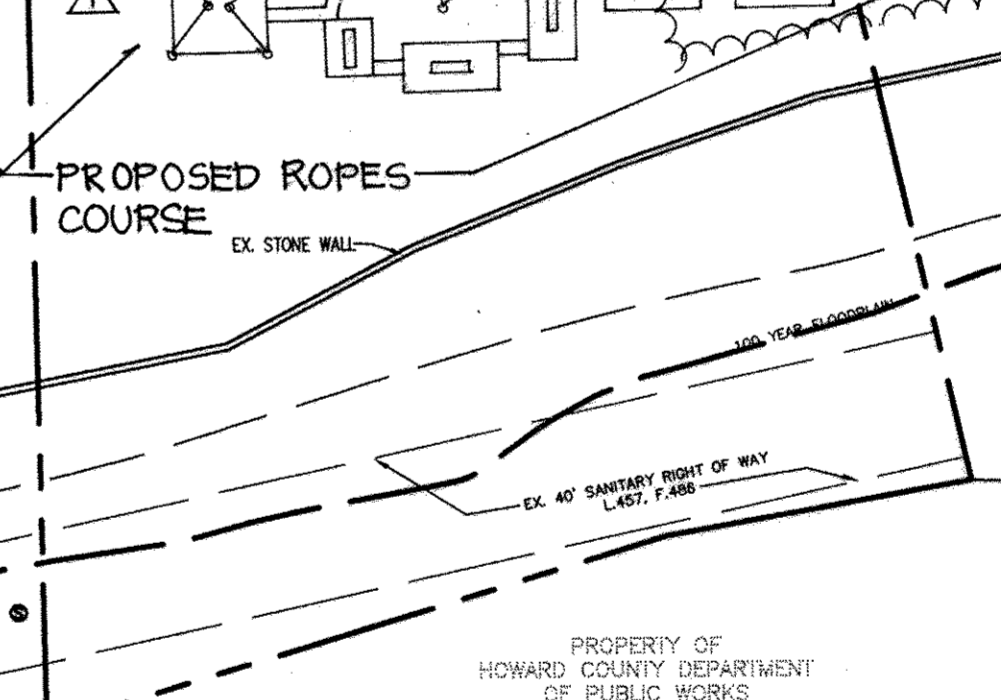 PROPOSED ROPES
COURSE
EX. STONE WALL
100 YEAR FLOODPLAIN
EX. 40' SANITARY RIGHT OF WAY
L.457, F.486
PROPERTY OF
HOWARD COUNTY DEPARTMENT
OF PUBLIC WORKS